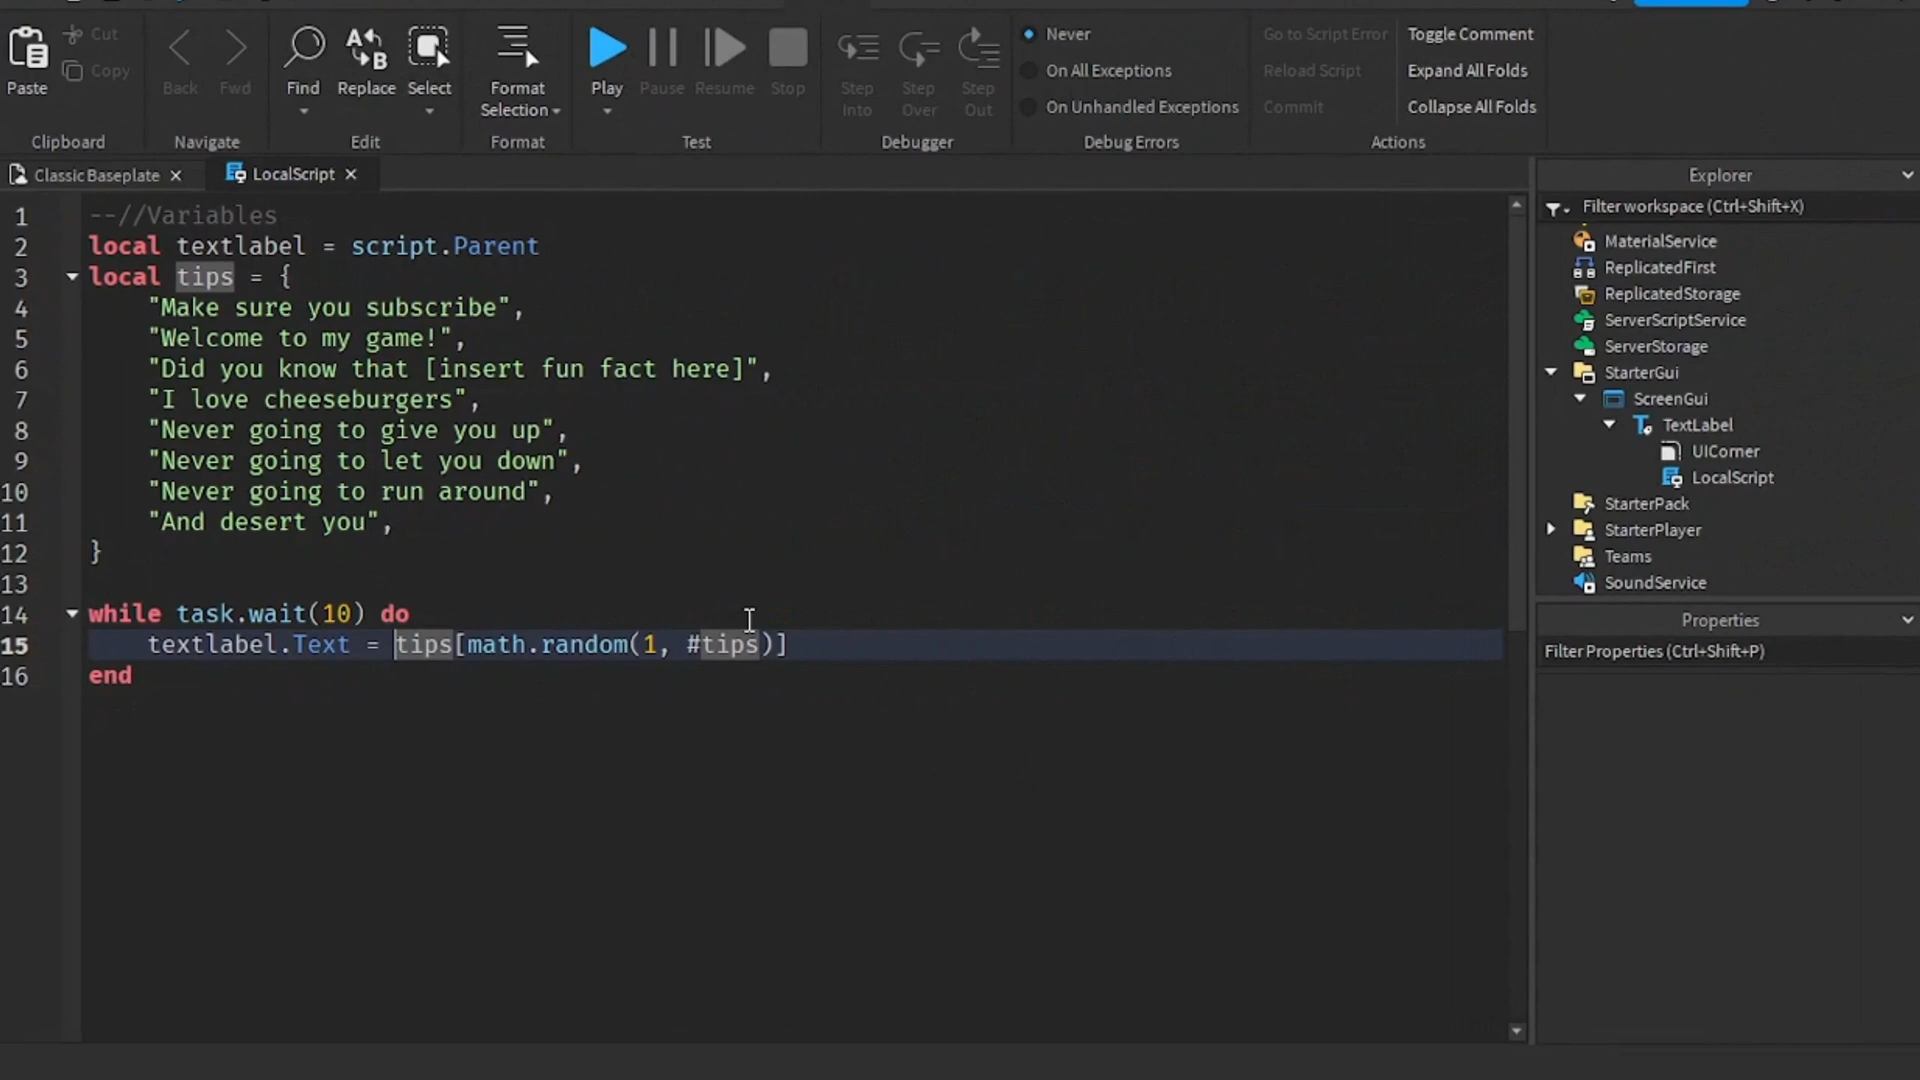 Paste
Cut
Copy
Clipboard
Back
Fwd
Navigate
Find
Replace
Select
Edit
Format
Selection
Format
Play
Pause
Resume
Stop
Test
Step
Into
Step
Over
Step
Out
Debugger
Never
On All Exceptions
On Unhandled Exceptions
Debug Errors
Go to Script Error
Reload Script
Commit
Toggle Comment
Expand All Folds
Collapse All Folds
Actions
Classic Baseplate
LocalScript
1 --//Variables
2 local textlabel = script.Parent
3 local tips = {
4 "Make sure you subscribe",
5 "Welcome to my game!",
6 "Did you know that [insert fun fact here]",
7 "I love cheeseburgers",
8 "Never going to give you up",
9 "Never going to let you down",
10 "Never going to run around",
11 "And desert you",
12 }
13
14 while task.wait(10) do
15 textlabel.Text = tips[math.random(1, #tips)]
16 end
Explorer
Filter workspace (Ctrl+Shift+X)
MaterialService
ReplicatedFirst
ReplicatedStorage
ServerScriptService
ServerStorage
StarterGui
ScreenGui
TextLabel
UICorner
LocalScript
StarterPack
StarterPlayer
Teams
SoundService
Properties
Filter Properties (Ctrl+Shift+P)